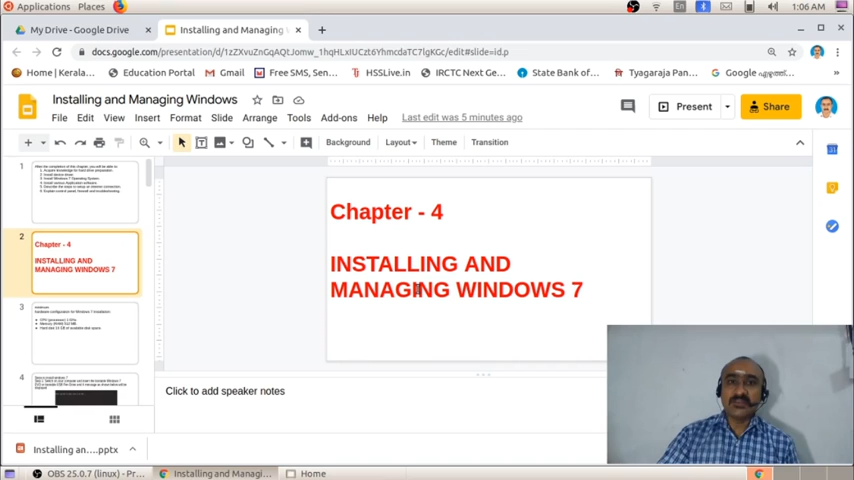 Applications Places
En
1:06 AM
My Drive - Google Drive
Installing and Managing W
docs.google.com/presentation/d/1zZXvuZnGqAQtJomw_1hqHLxIUCzt6YhmcdaTC7lgKGc/edit#slide=id.p
Home | Kerala...
Education Portal
Gmail
Free SMS, Sen...
HSSLive.in
IRCTC Next Ge...
State Bank of...
Tyagaraja Pan...
Installing and Managing Windows
File Edit View Insert Format Slide Arrange Tools Add-ons Help
Last edit was 5 minutes ago
Present
Share
Background Layout Theme Transition
1
2
Chapter - 4
INSTALLING AND
MANAGING WINDOWS 7
3
4
Chapter - 4
INSTALLING AND
MANAGING WINDOWS 7
Click to add speaker notes
Installing an....pptx
OBS 25.0.7 (linux) - Pr...
Installing and Managi...
Home